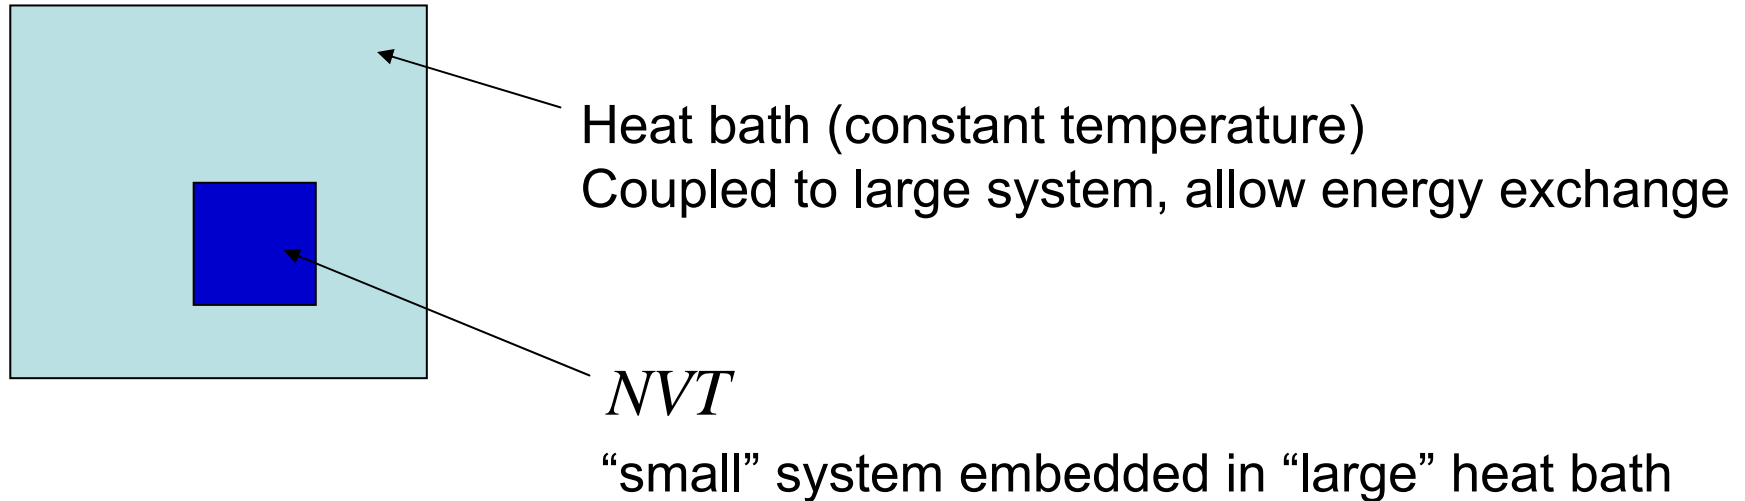 Heat bath (constant temperature)
Coupled to large system, allow energy exchange
NVT
“small” system embedded in “large” heat bath